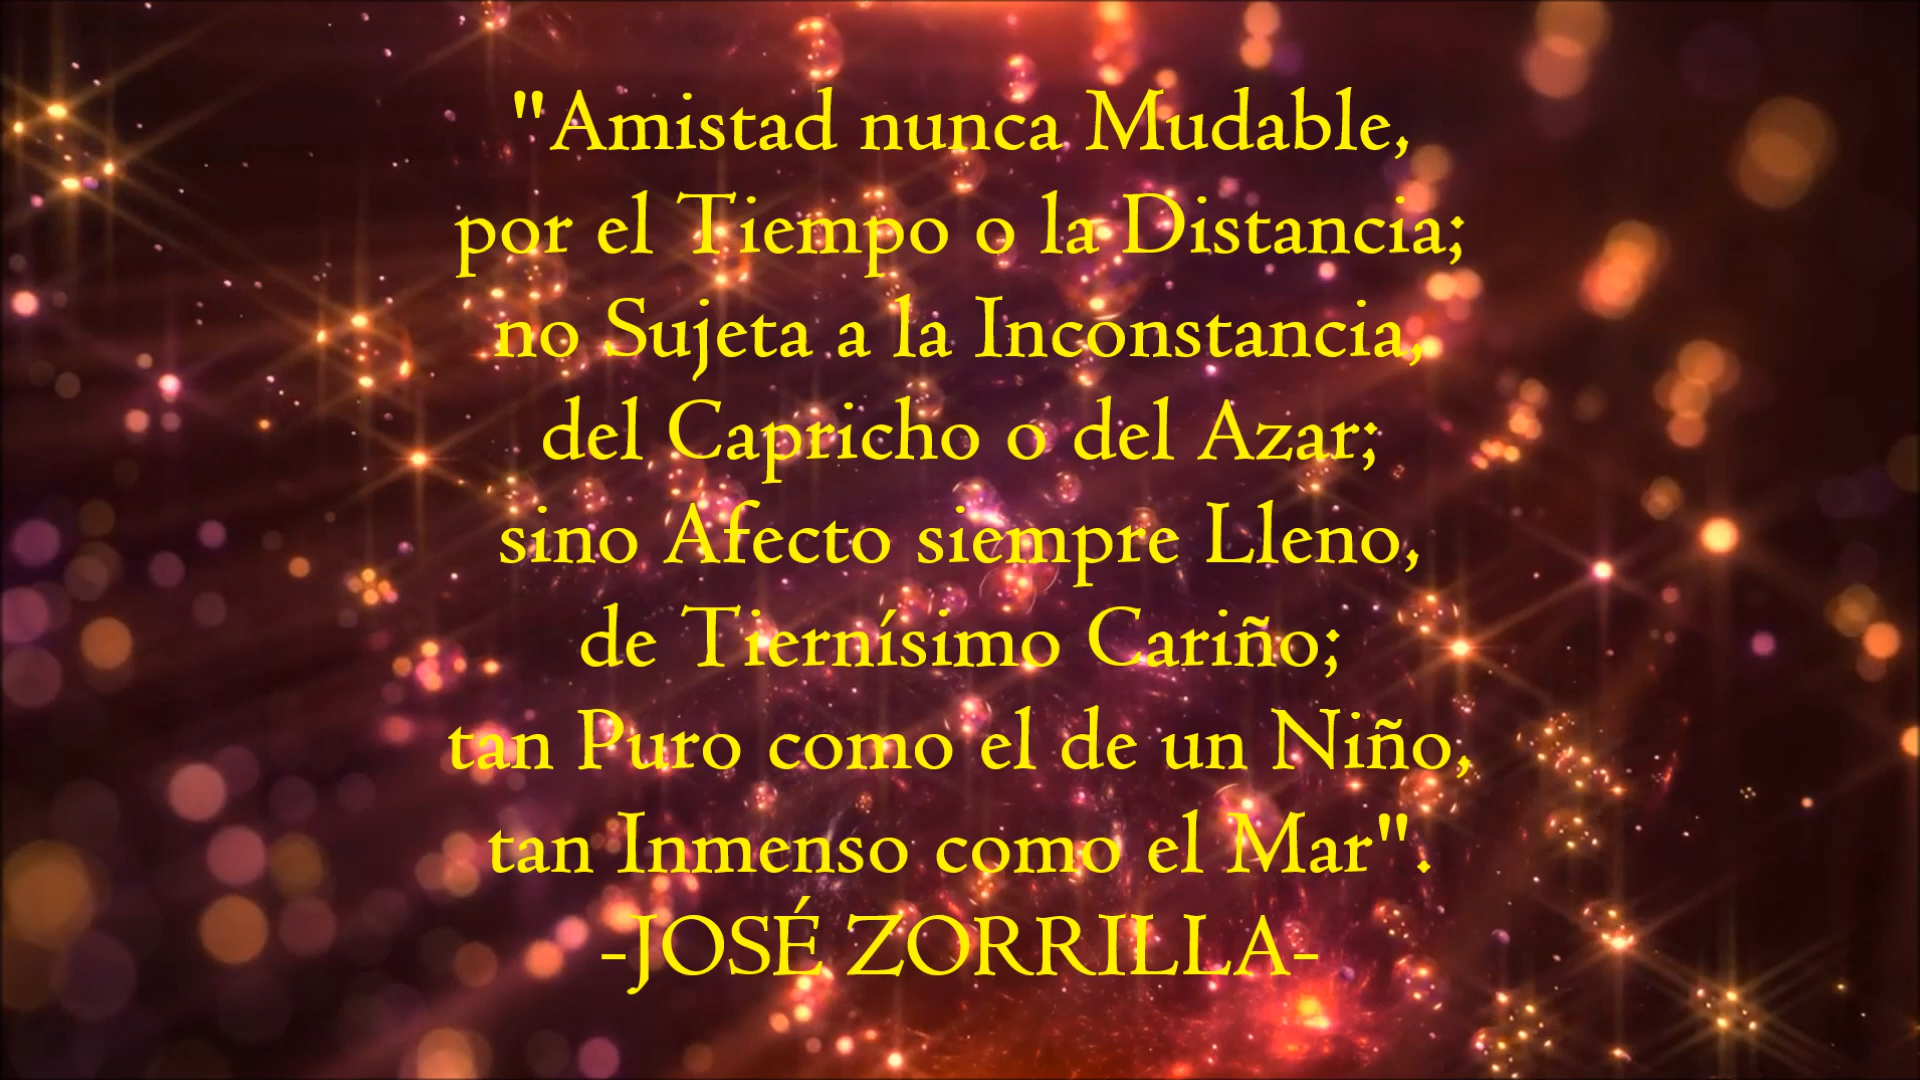 "Amistad nunca Mudable,
por el Tiempo o la Distancia;
no Sujeta a la Inconstancia,
del Capricho o del Azar;
sino Afecto siempre Lleno,
de Tiernísimo Cariño;
tan Puro como el de un Niño,
tan Inmenso como el Mar".
-JOSÉ ZORRILLA-